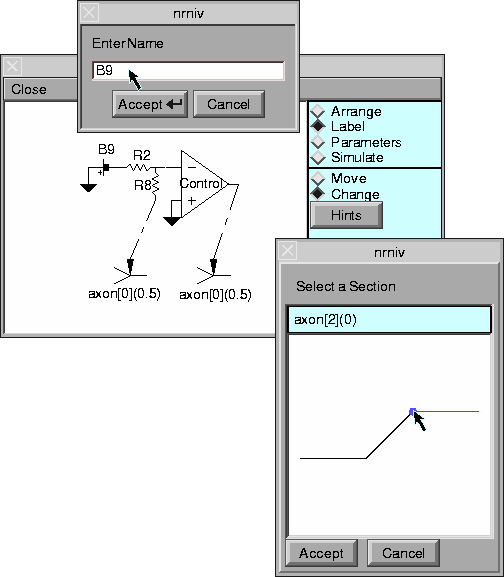 nrniv
EnterName
B9
Accept
Cancel
Close
Arrange
Label
Parameters
Simulate
Move
Change
Hints
B9
R2
R8
+
−
Control
+
axon[0](0.5)
axon[0](0.5)
nrniv
Select a Section
axon[2](0)
Accept
Cancel